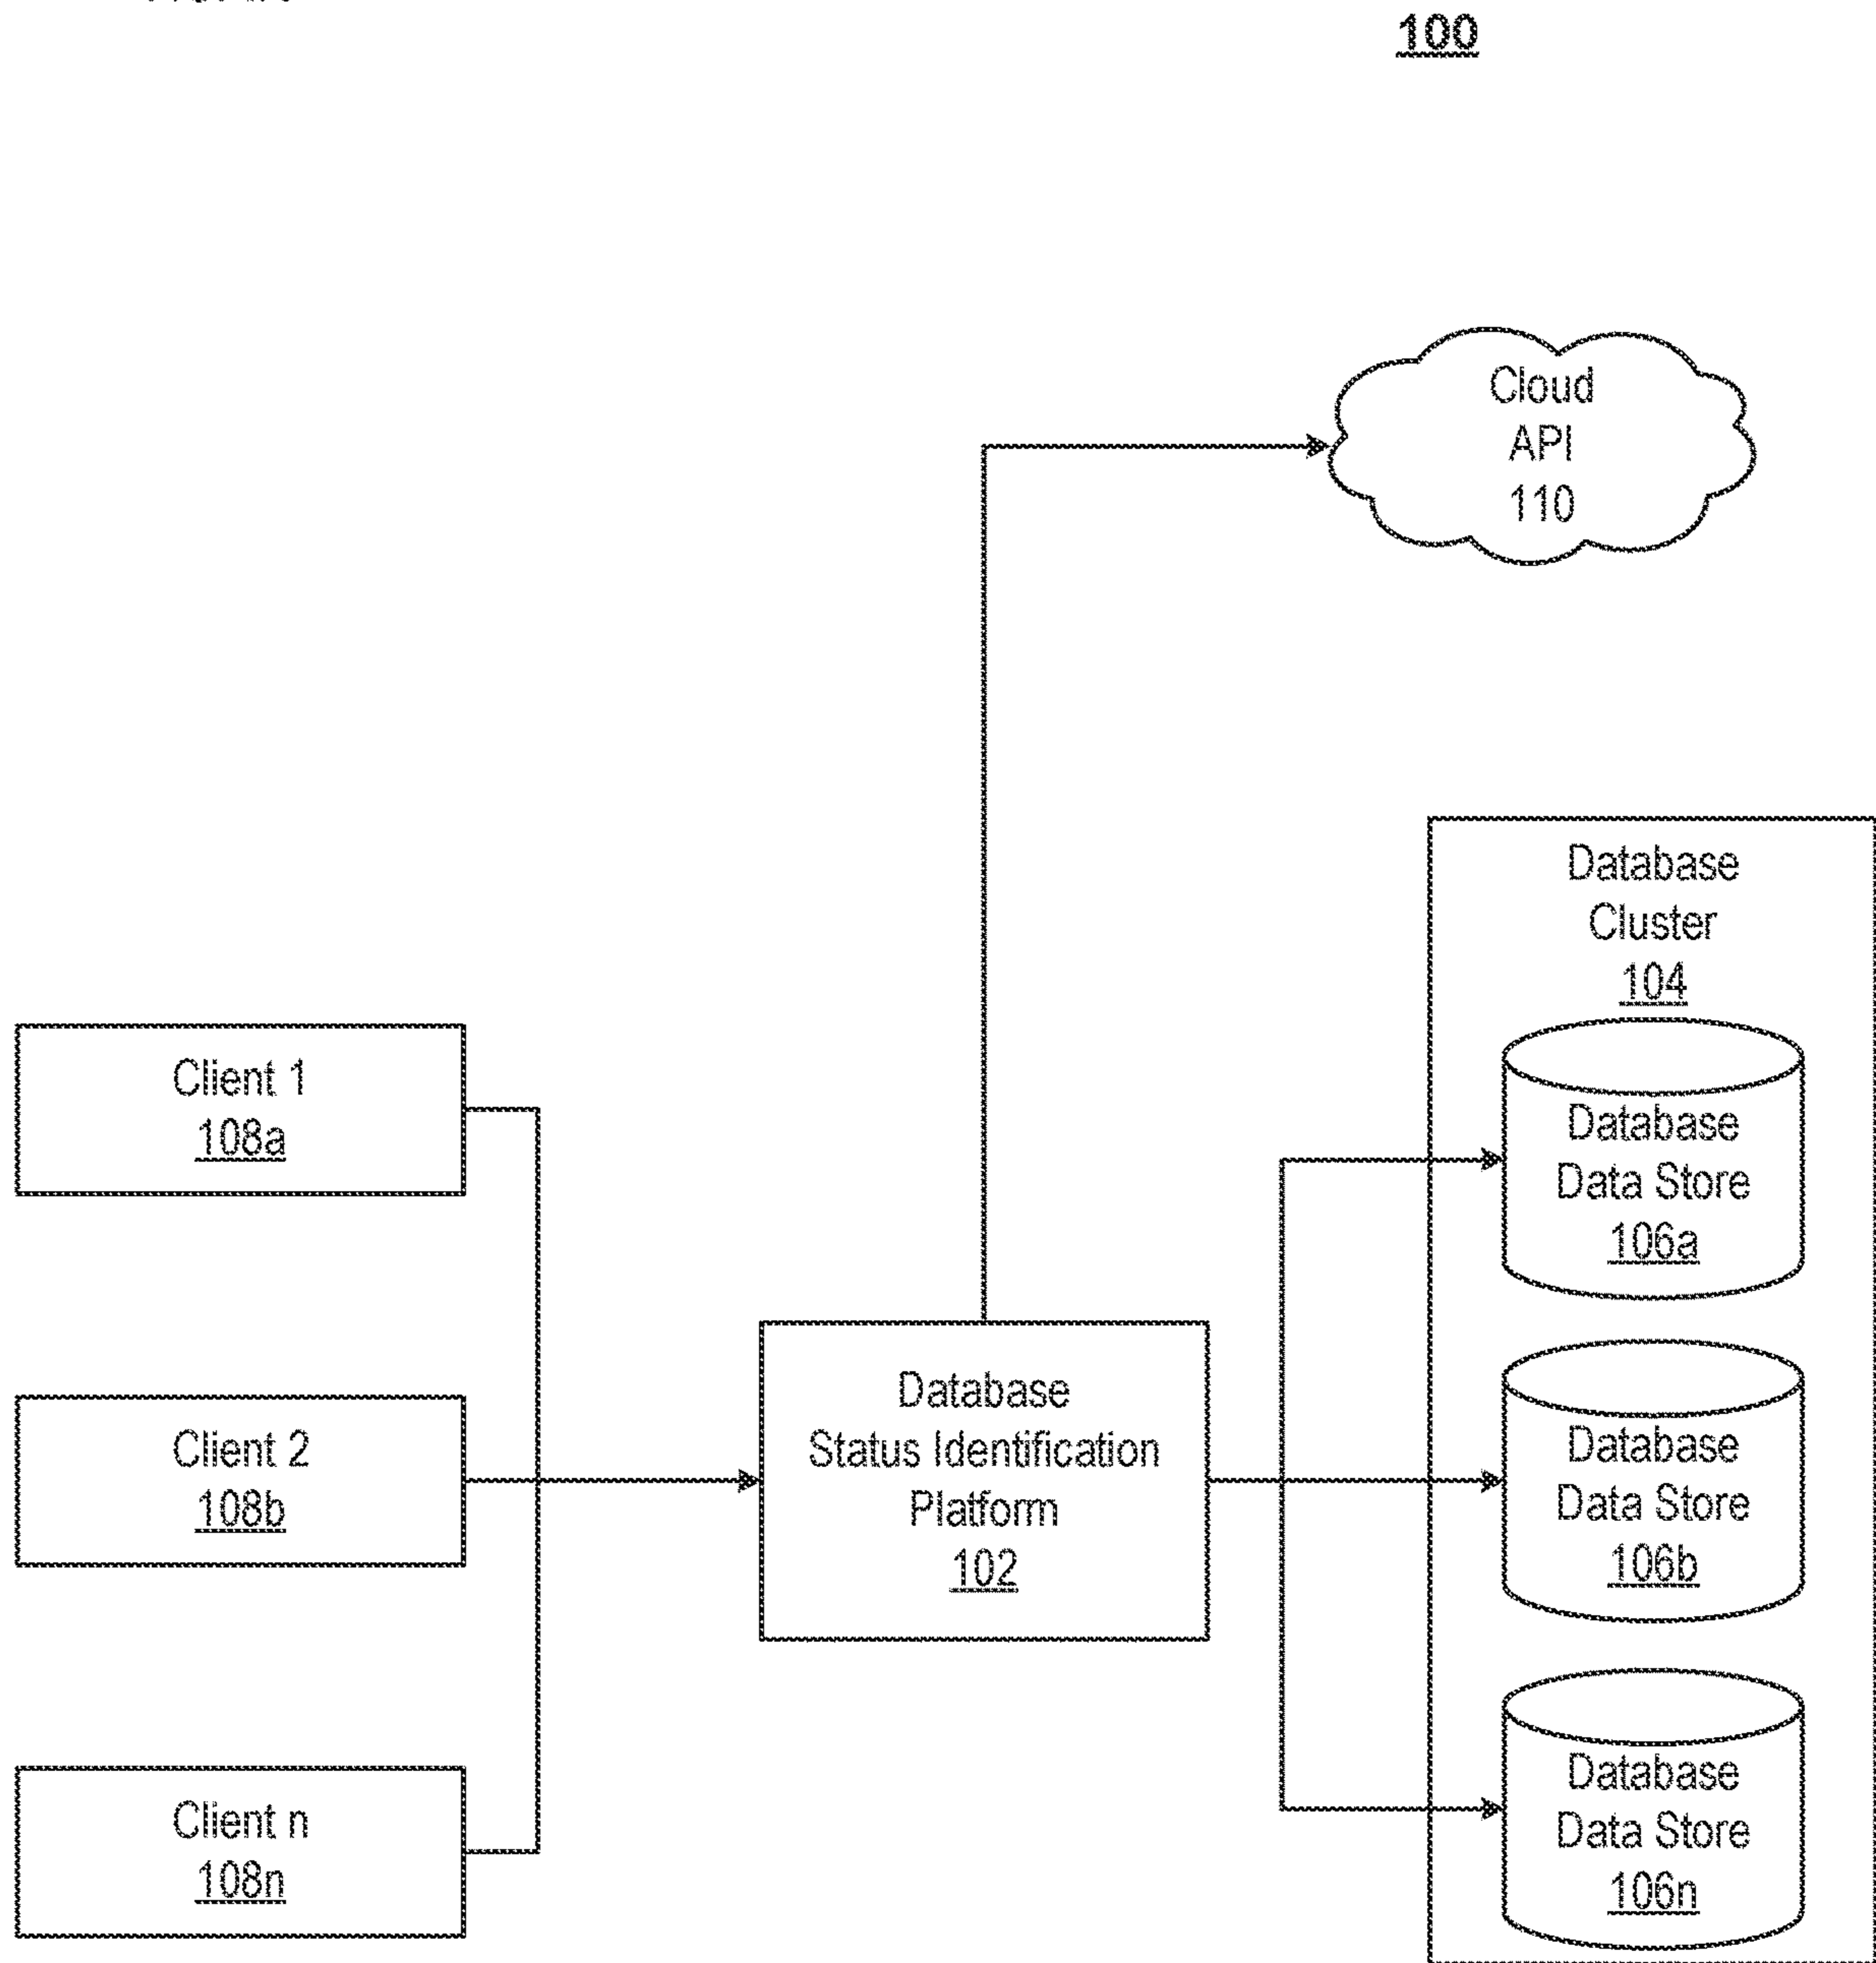 100
Cloud
API
110
Database
Cluster
104
Client 1
108a
Database
Data Store
106a
Client 2
108b
Database
Status Identification
Platform
102
Database
Data Store
106b
Client n
108n
Database
Data Store
106n